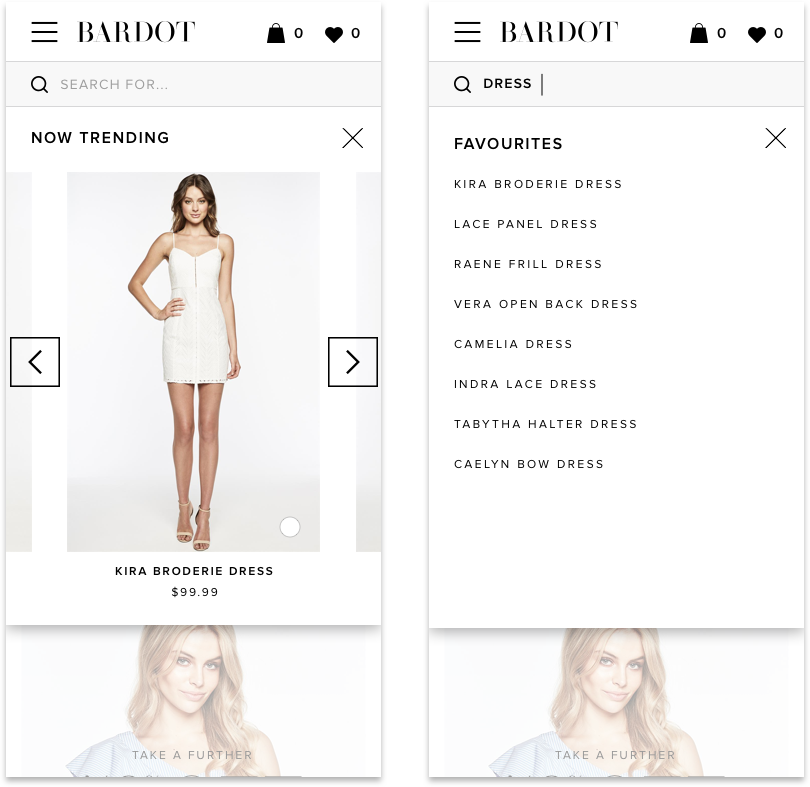 BARDOT 0 0
SEARCH FOR...
NOW TRENDING
KIRA BRODERIE DRESS
$99.99
TAKE A FURTHER
BARDOT 0 0
DRESS
FAVOURITES
KIRA BRODERIE DRESS
LACE PANEL DRESS
RAENE FRILL DRESS
VERA OPEN BACK DRESS
CAMELIA DRESS
INDRA LACE DRESS
TABYTHA HALTER DRESS
CAELYN BOW DRESS
TAKE A FURTHER